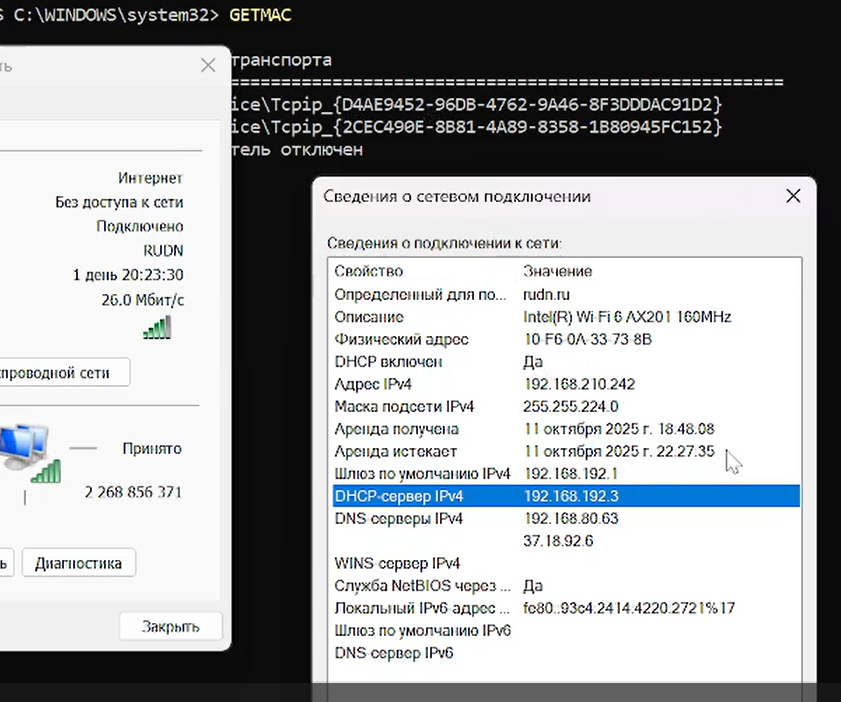 S C:\WINDOWS\system32> GETMAC
транспорта
=====================================================
ice\Tcpip_{D4AE9452-96DB-4762-9A46-8F3DDDAC91D2}
ice\Tcpip_{2CEC490E-8B81-4A89-8358-1B80945FC152}
тель отключен
ть
Интернет
Без доступа к сети
Подключено
RUDN
1 день 20:23:30
26.0 Мбит/с
спроводной сети
Принято
2 268 856 371
ь
Диагностика
Закрыть
Сведения о сетевом подключении
Сведения о подключении к сети:
Свойство Значение
Определенный для по... rudn.ru
Описание Intel(R) Wi-Fi 6 AX201 160MHz
Физический адрес 10-F6-0A-33-73-8B
DHCP включен Да
Адрес IPv4 192.168.210.242
Маска подсети IPv4 255.255.224.0
Аренда получена 11 октября 2025 г. 18:48:08
Аренда истекает 11 октября 2025 г. 22:27:35
Шлюз по умолчанию IPv4 192.168.192.1
DHCP-сервер IPv4 192.168.192.3
DNS-серверы IPv4 192.168.80.63
37.18.92.6
WINS-сервер IPv4
Служба NetBIOS через ... Да
Локальный IPv6-адрес ... fe80::93c4:2414:4220:2721%17
Шлюз по умолчанию IPv6
DNS-сервер IPv6